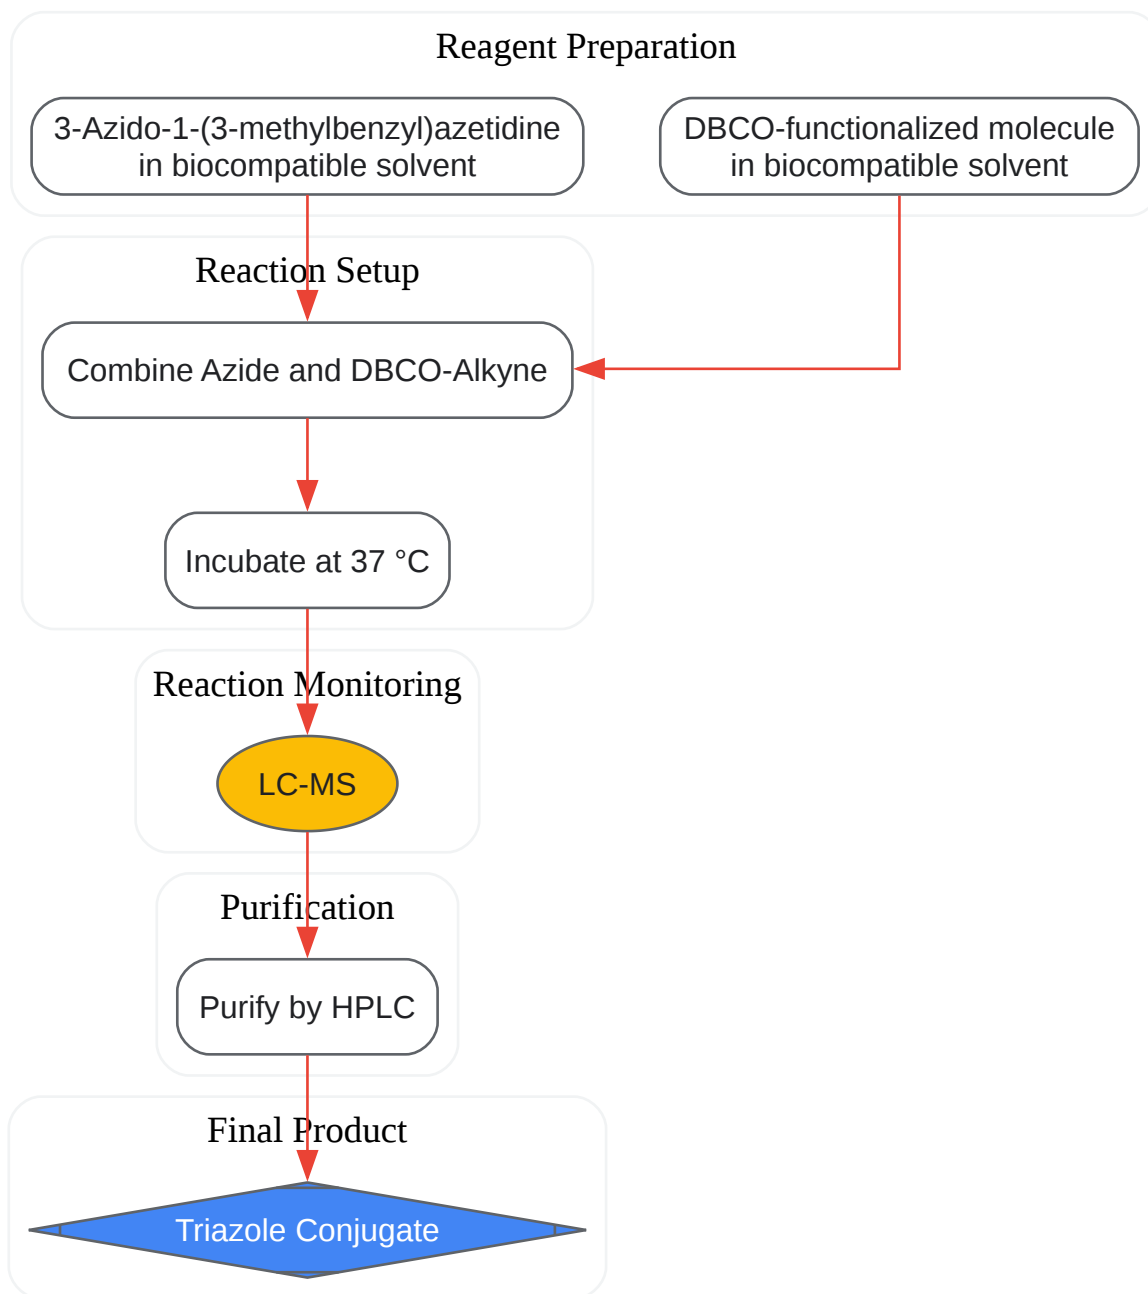 Reagent Preparation
3-Azido-1-(3-methylbenzyl)azetidine
in biocompatible solvent
DBCO-functionalized molecule
in biocompatible solvent
Reaction Setup
Combine Azide and DBCO-Alkyne
Incubate at 37 °C
Reaction Monitoring
LC-MS
Purification
Purify by HPLC
Final Product
Triazole Conjugate